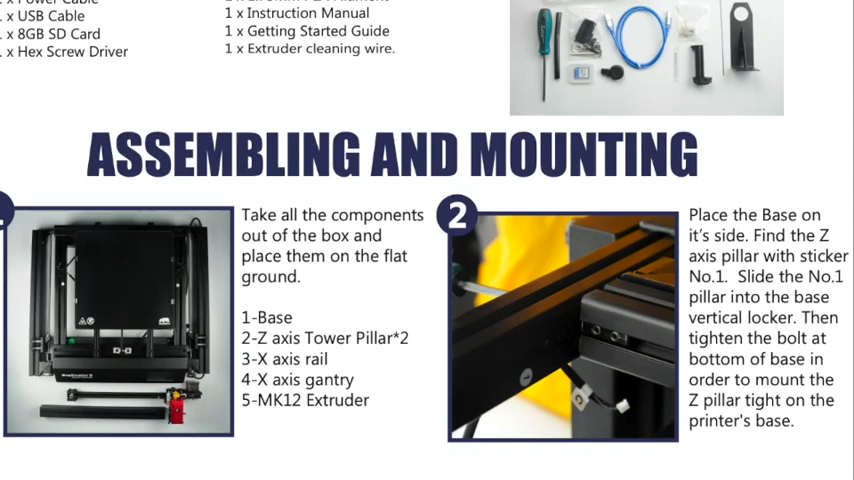 x USB Cable
x 8GB SD Card
x Hex Screw Driver
1 x Instruction Manual
1 x Getting Started Guide
1 x Extruder cleaning wire.
ASSEMBLING AND MOUNTING
Take all the components
out of the box and
place them on the flat
ground.
1-Base
2-Z axis Tower Pillar*2
3-X axis rail
4-X axis gantry
5-MK12 Extruder
2
Place the Base on
it's side. Find the Z
axis pillar with sticker
No.1. Slide the No.1
pillar into the base
vertical locker. Then
tighten the bolt at
bottom of base in
order to mount the
Z pillar tight on the
printer's base.
1